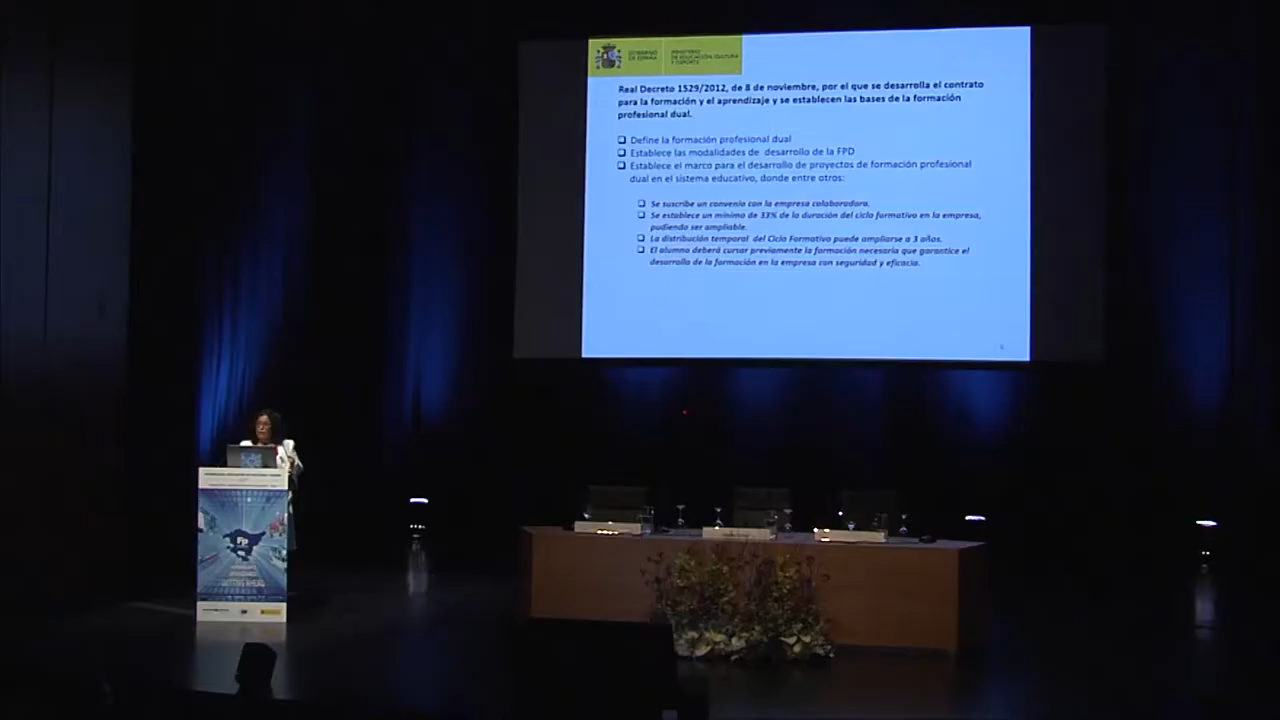 GOBIERNO
DE ESPAÑA
MINISTERIO
DE EDUCACIÓN, CULTURA
Y DEPORTE
Real Decreto 1529/2012, de 8 de noviembre, por el que se desarrolla el contrato
para la formación y el aprendizaje y se establecen las bases de la formación
profesional dual.
Define la formación profesional dual
Establece las modalidades de desarrollo de la FPD
Establece el marco para el desarrollo de proyectos de formación profesional
dual en el sistema educativo, donde entre otros:
Se suscribe un convenio con la empresa colaboradora.
Se establece un mínimo de 33% de la duración del ciclo formativo en la empresa,
pudiendo ser ampliable.
La distribución temporal del Ciclo Formativo puede ampliarse a 3 años.
El alumno deberá cursar previamente la formación necesaria que garantice el
desarrollo de la formación en la empresa con seguridad y eficacia.
FP